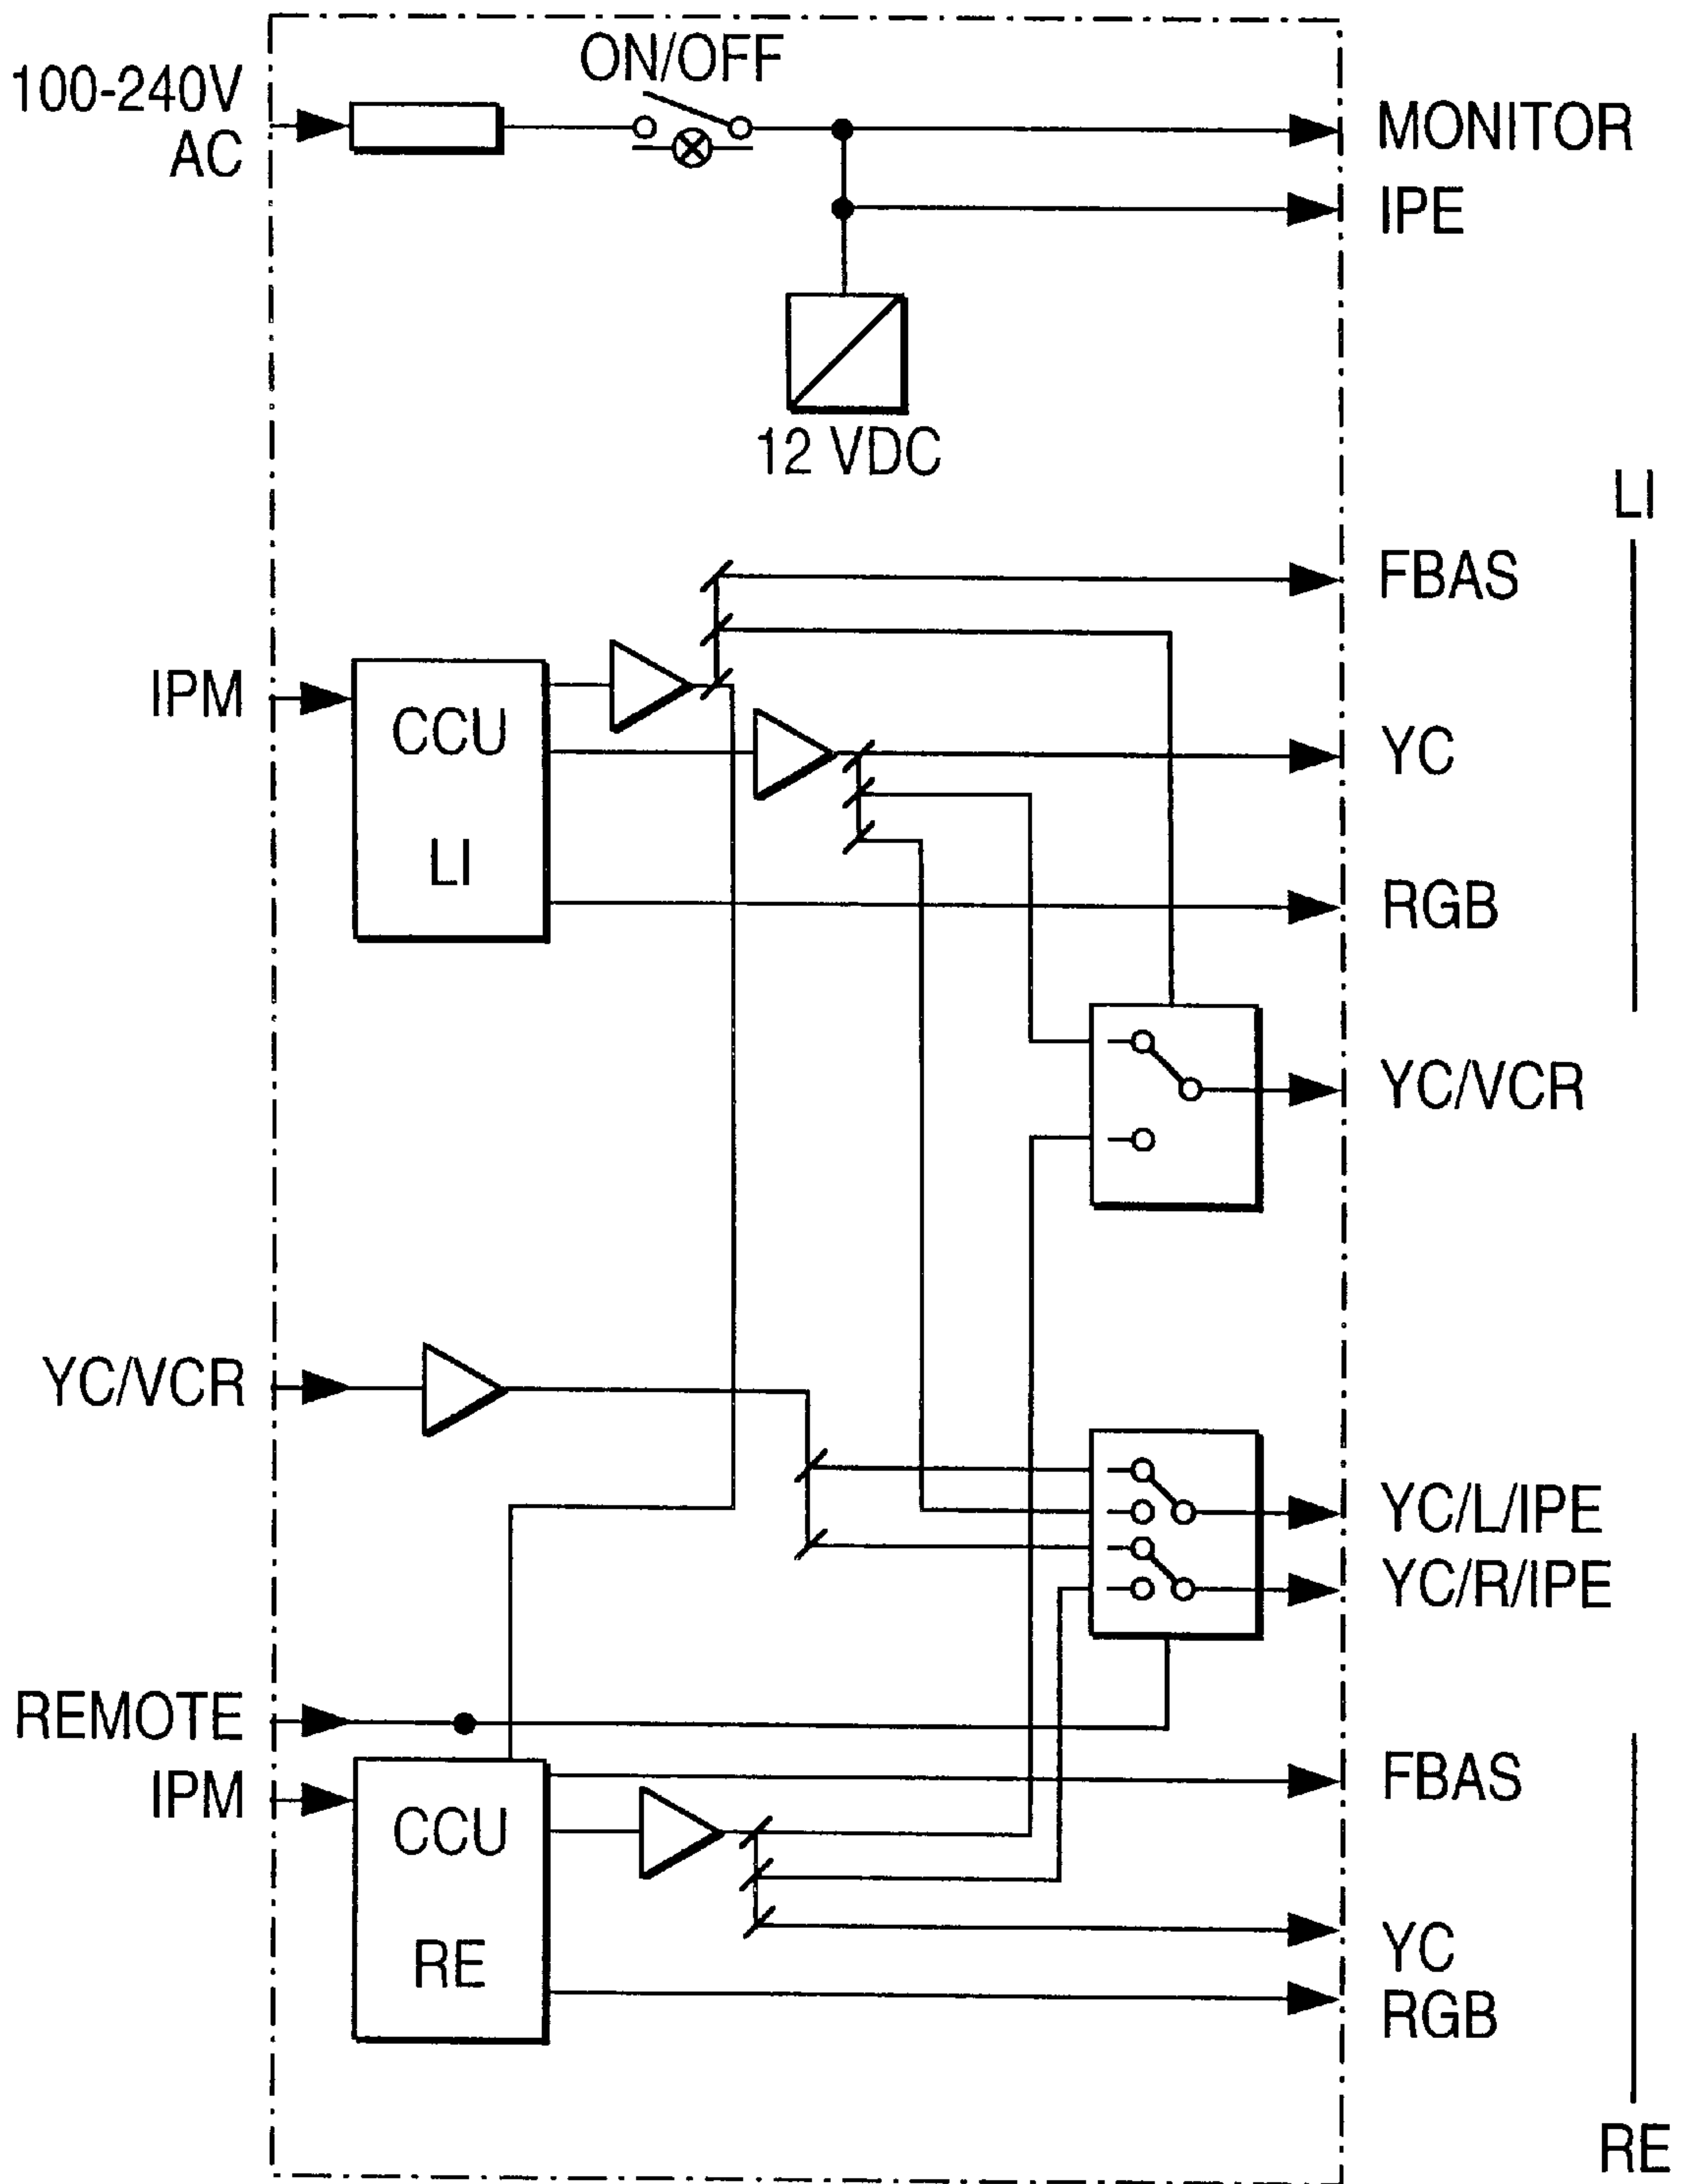 ON/OFF
100-240V
AC
MONITOR
IPE
12 VDC
LI
FBAS
IPM
CCU
LI
YC
RGB
YC/VCR
YC/VCR
YC/L/IPE
YC/R/IPE
REMOTE
IPM
CCU
RE
FBAS
YC
RGB
RE